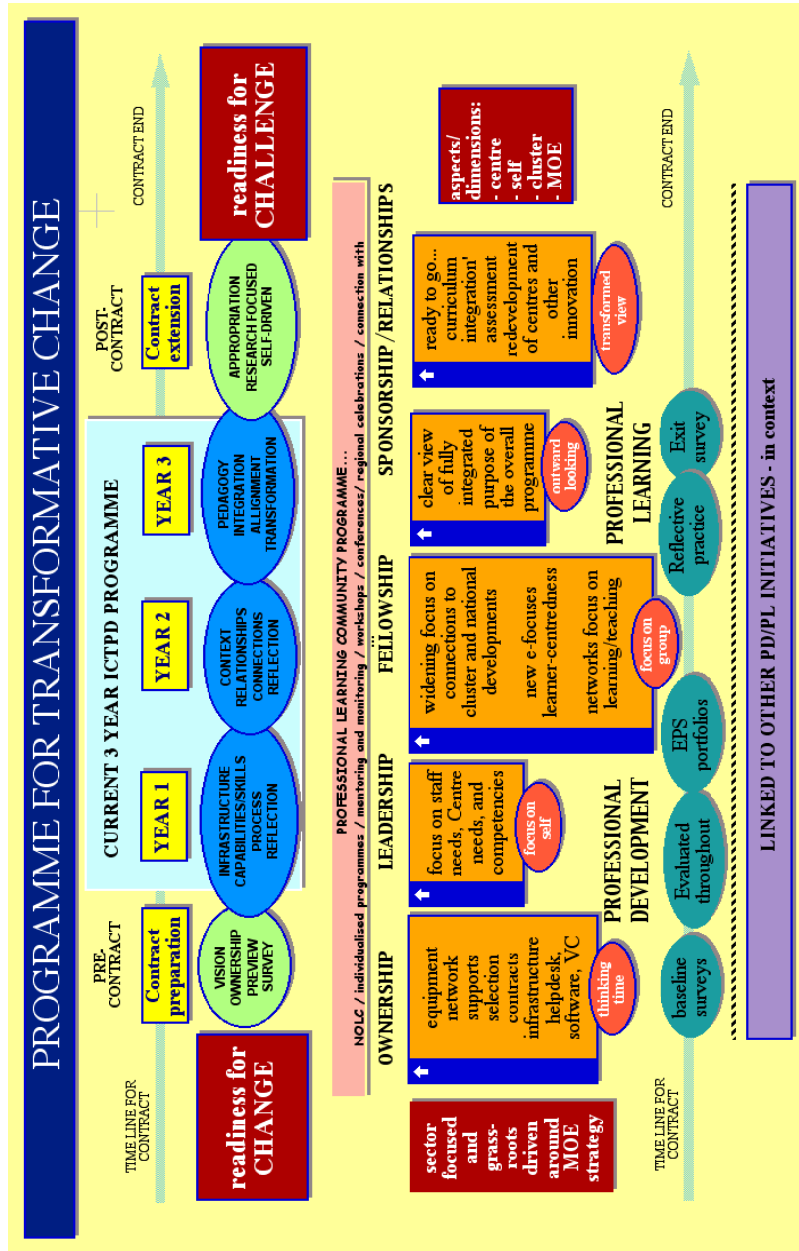 PROGRAMME FOR TRANSFORMATIVE CHANGE
TIME LINE FOR
CONTRACT
PRE-
CONTRACT
CURRENT 3 YEAR ICTPD PROGRAMME
POST-
CONTRACT
CONTRACT END
Contract
preparation
YEAR 1
YEAR 2
YEAR 3
Contract
extension
readiness for
CHANGE
VISION
OWNERSHIP
PREVIEW
SURVEY
INFRASTRUCTURE
CAPABILITIES/SKILLS
PROCESS
REFLECTION
CONTEXT
RELATIONSHIPS
CONNECTIONS
REFLECTION
PEDAGOGY
INTEGRATION
ALLIGNMENT
TRANSFORMATION
APPROPRIATION
RESEARCH FOCUSED
SELF-DRIVEN
readiness for
CHALLENGE
PROFESSIONAL LEARNING COMMUNITY PROGRAMME...
NOLC / individualised programmes / mentoring and monitoring / workshops / conferences/ regional celebrations / connection with
...
OWNERSHIP
LEADERSHIP
FELLOWSHIP
SPONSORSHIP /RELATIONSHIPS
sector
focused
and
grass-
roots
driven
around
MOE
strategy
equipment
network
supports
selection
contracts
infrastructure
helpdesk,
software, VC
thinking
time
focus on staff
needs, Centre
needs, and
competencies
focus on
self
widening focus on
connections to
cluster and national
developments
new e-focuses
learner-centredness
networks focus on
learning/teaching
focus on
group
clear view
of fully
integrated
purpose of
the overall
programme
outward
looking
ready to go...
curriculum
integration'
assessment
redevelopment
of centres and
other
innovation
transformed
view
aspects/
dimensions:
- centre
- self
- cluster
- MOE
PROFESSIONAL
DEVELOPMENT
PROFESSIONAL
LEARNING
TIME LINE FOR
CONTRACT
baseline
surveys
Evaluated
throughout
EPS
portfolios
Reflective
practice
Exit
survey
CONTRACT END
LINKED TO OTHER PD/PL INITIATIVES - in context